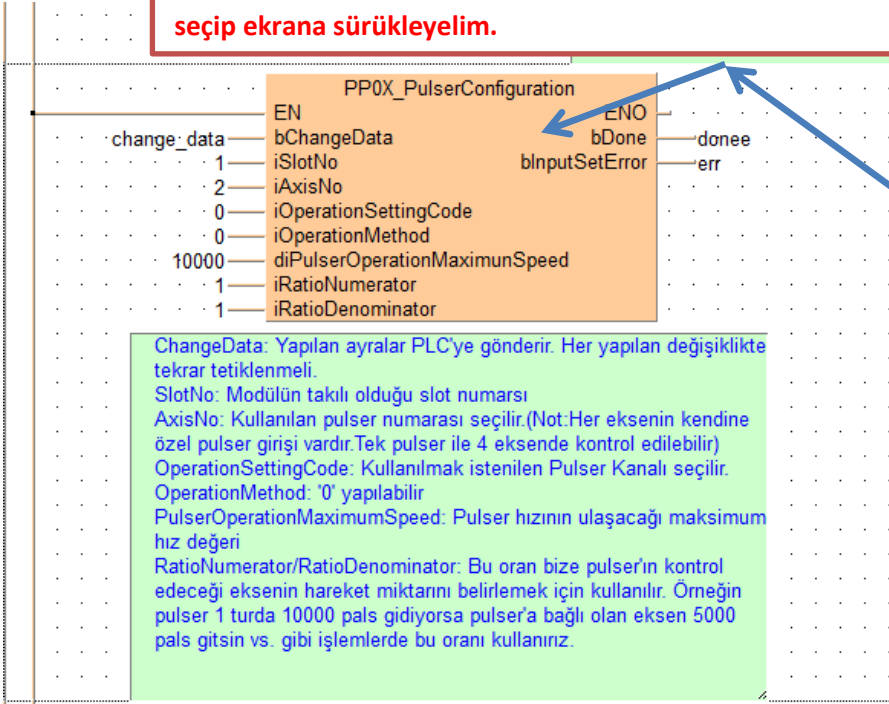 seçip ekrana sürükleyelim.
PP0X_PulserConfiguration
EN ENO
change_data bChangeData bDone donee
1 iSlotNo bInputSetError err
2 iAxisNo
0 iOperationSettingCode
0 iOperationMethod
10000 diPulserOperationMaximunSpeed
1 iRatioNumerator
1 iRatioDenominator
ChangeData: Yapılan ayralar PLC'ye gönderir. Her yapılan değişiklikte
tekrar tetiklenmeli.
SlotNo: Modülün takılı olduğu slot numarsı
AxisNo: Kullanılan pulser numarası seçilir.(Not:Her eksenin kendine
özel pulser girişi vardır.Tek pulser ile 4 eksende kontrol edilebilir)
OperationSettingCode: Kullanılmak istenilen Pulser Kanalı seçilir.
OperationMethod: '0' yapılabilir
PulserOperationMaximumSpeed: Pulser hızının ulaşacağı maksimum
hız değeri
RatioNumerator/RatioDenominator: Bu oran bize pulser'ın kontrol
edeceği eksenin hareket miktarını belirlemek için kullanılır. Örneğin
pulser 1 turda 10000 pals gidiyorsa pulser'a bağlı olan eksen 5000
pals gitsin vs. gibi işlemlerde bu oranı kullanırız.